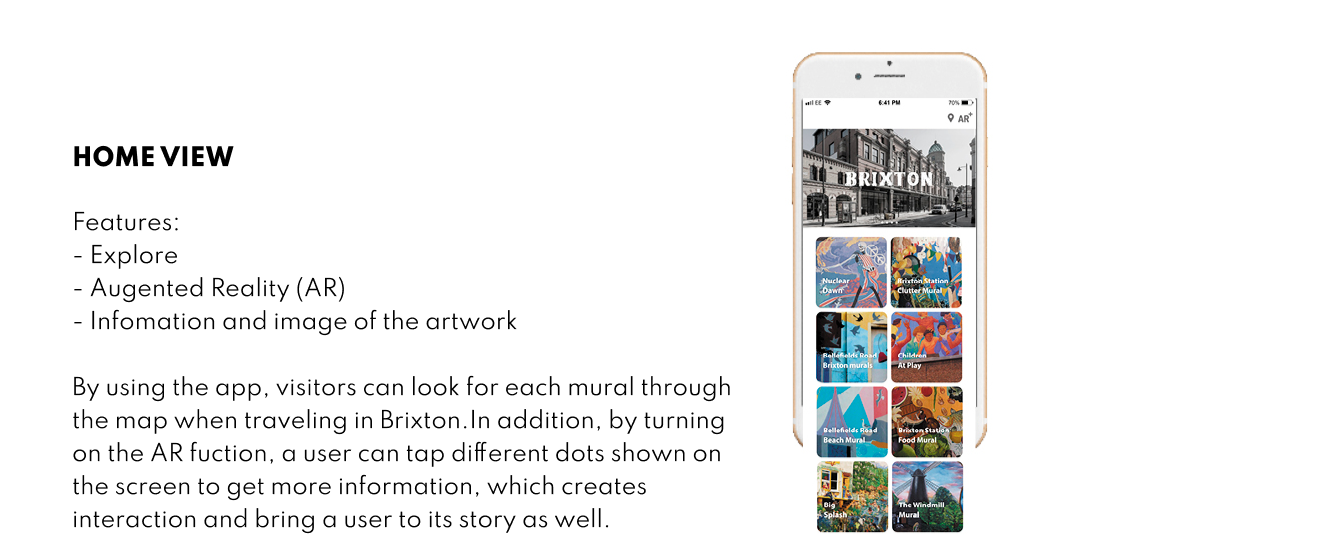 HOME VIEW
Features:
- Explore
- Augented Reality (AR)
- Infomation and image of the artwork
By using the app, visitors can look for each mural through
the map when traveling in Brixton.In addition, by turning
on the AR fuction, a user can tap different dots shown on
the screen to get more information, which creates
interaction and bring a user to its story as well.
EE 6:41 PM 70%
AR+
BRIXTON
Nuclear
Dawn
Brixton Station
Clutter Mural
Bellefields Road
Brixton murals
Children
At Play
Bellefields Road
Beach Mural
Brixton Station
Food Mural
Big
Splash
The Windmill
Mural